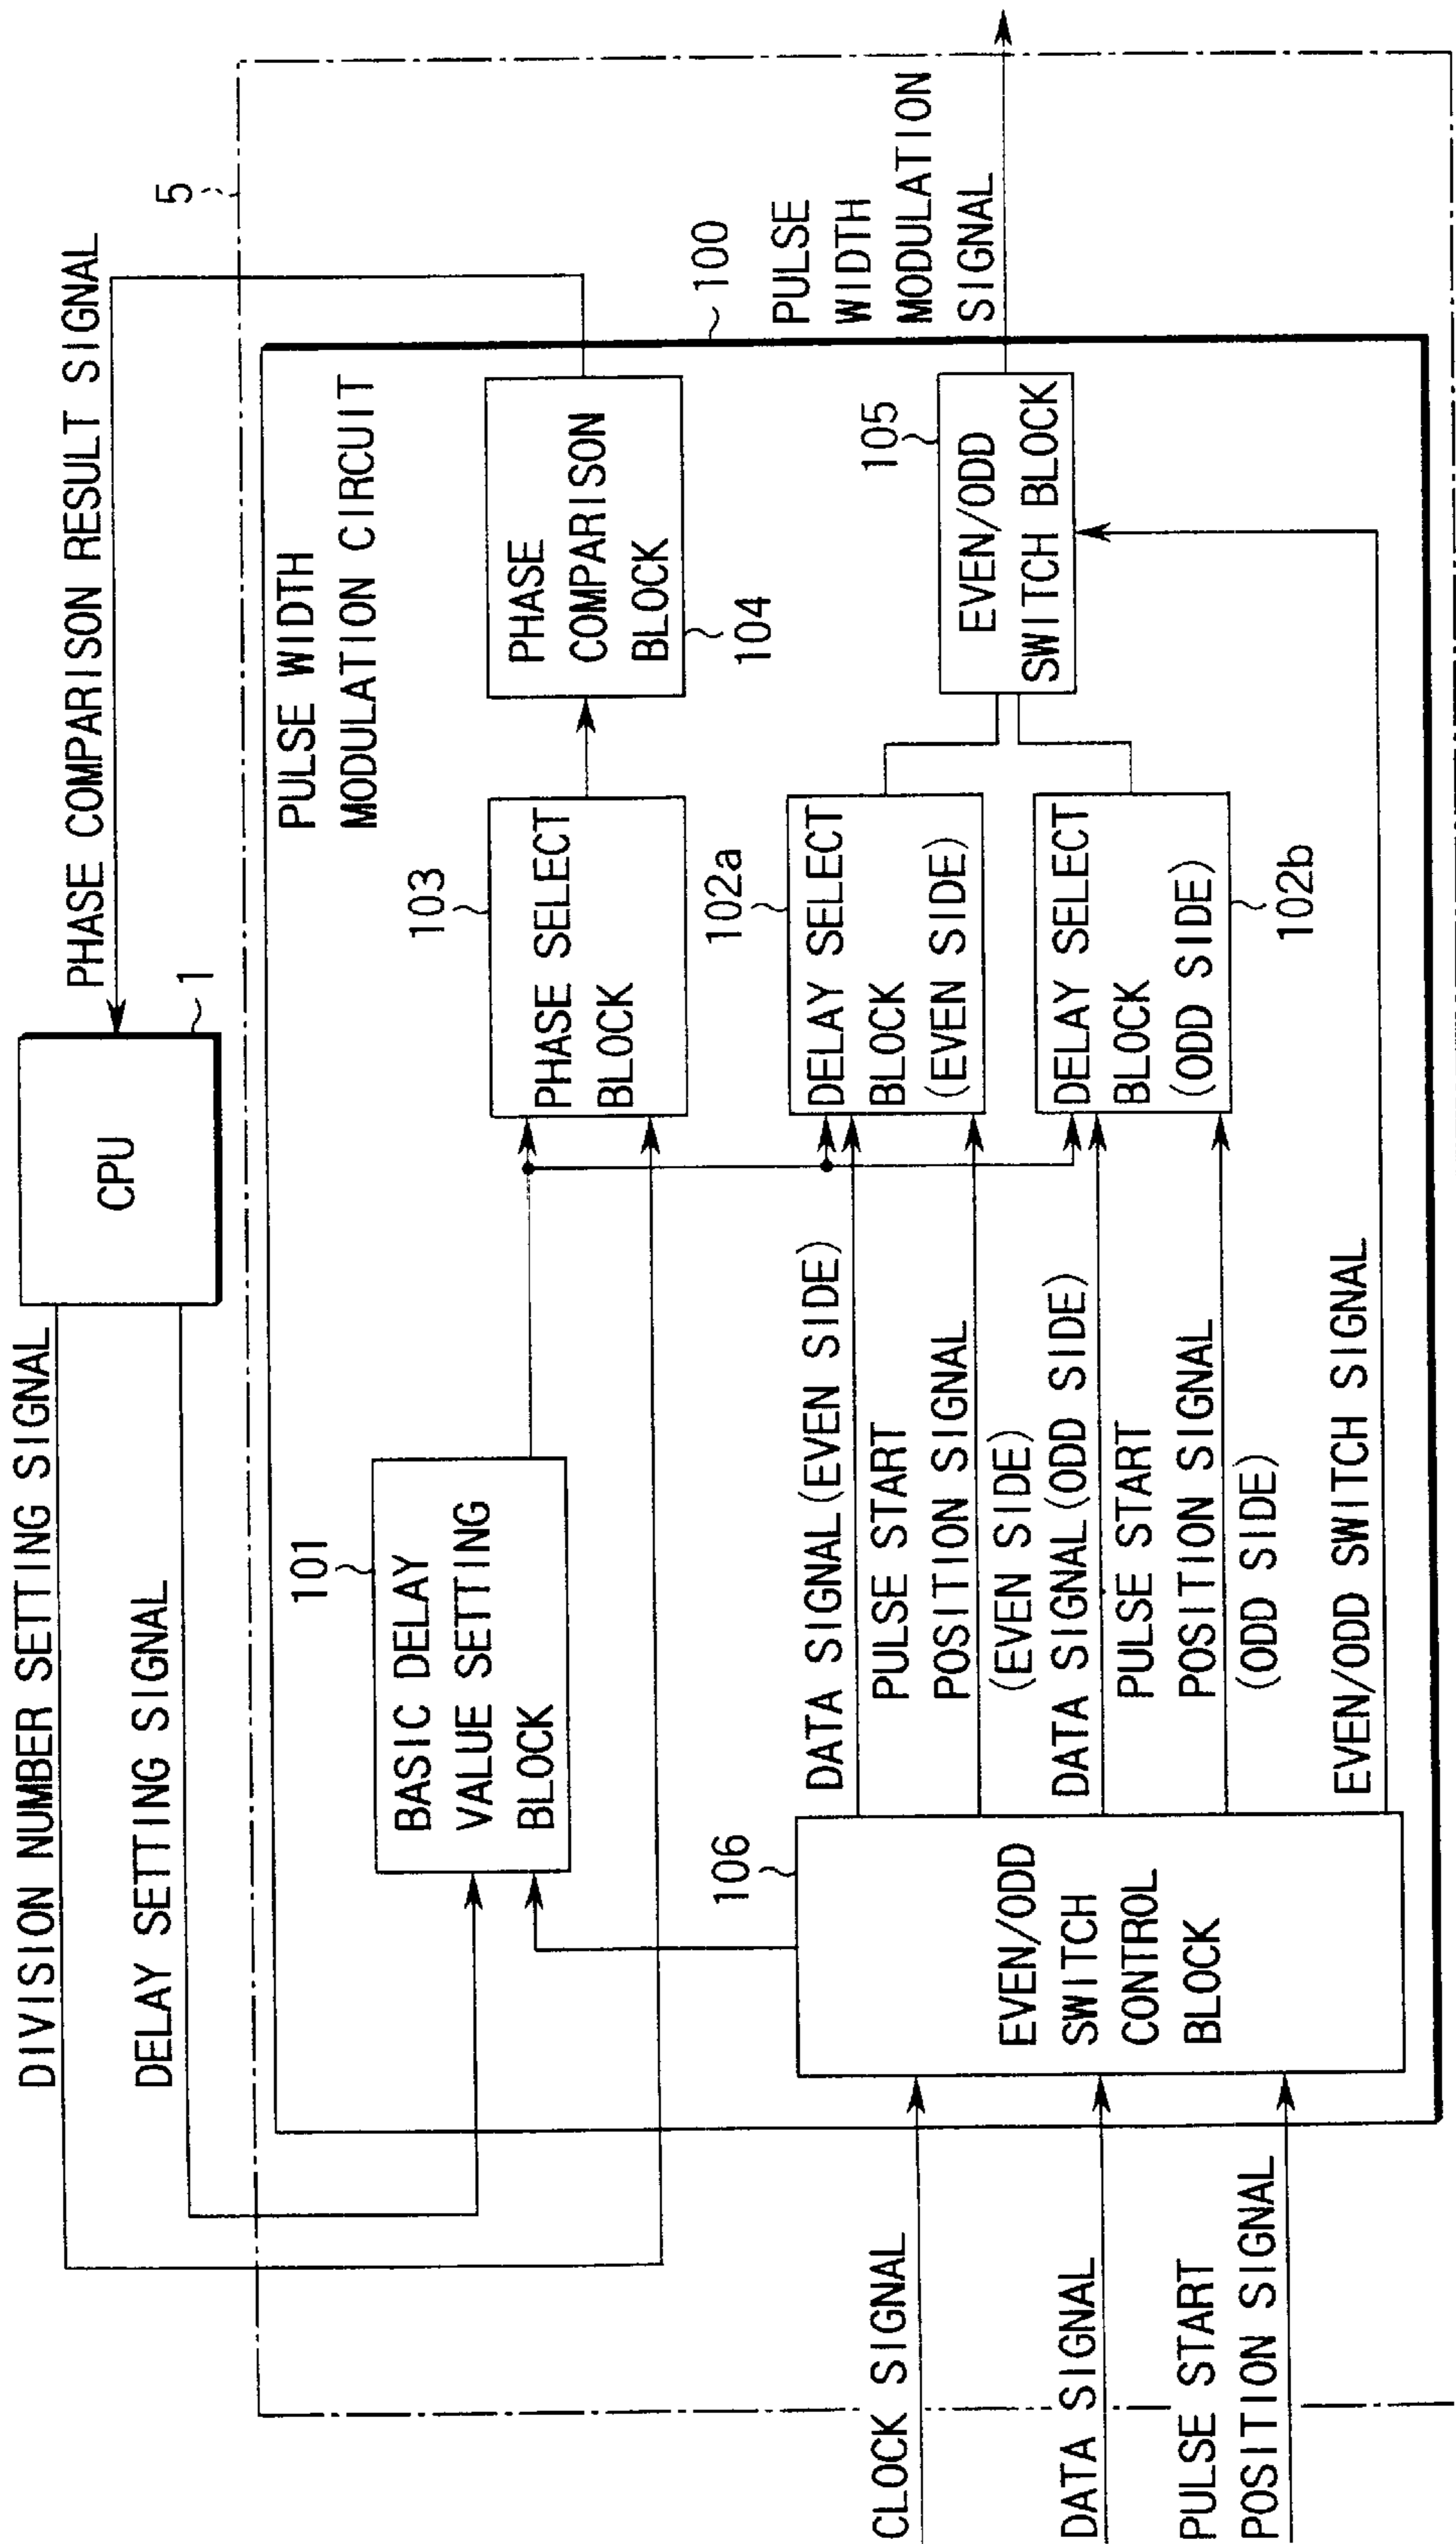 DIVISION NUMBER SETTING SIGNAL
DELAY SETTING SIGNAL
CPU
1
PHASE COMPARISON RESULT SIGNAL
5
PULSE WIDTH
MODULATION CIRCUIT
100
101
BASIC DELAY
VALUE SETTING
BLOCK
103
PHASE SELECT
BLOCK
PHASE
COMPARISON
BLOCK
104
PULSE
WIDTH
MODULATION
SIGNAL
106
EVEN/ODD
SWITCH
CONTROL
BLOCK
DATA SIGNAL(EVEN SIDE)
PULSE START
POSITION SIGNAL
(EVEN SIDE)
DATA SIGNAL(ODD SIDE)
PULSE START
POSITION SIGNAL
(ODD SIDE)
EVEN/ODD SWITCH SIGNAL
102a
DELAY SELECT
BLOCK
(EVEN SIDE)
DELAY SELECT
BLOCK
(ODD SIDE)
102b
105
EVEN/ODD
SWITCH BLOCK
CLOCK SIGNAL
DATA SIGNAL
PULSE START
POSITION SIGNAL